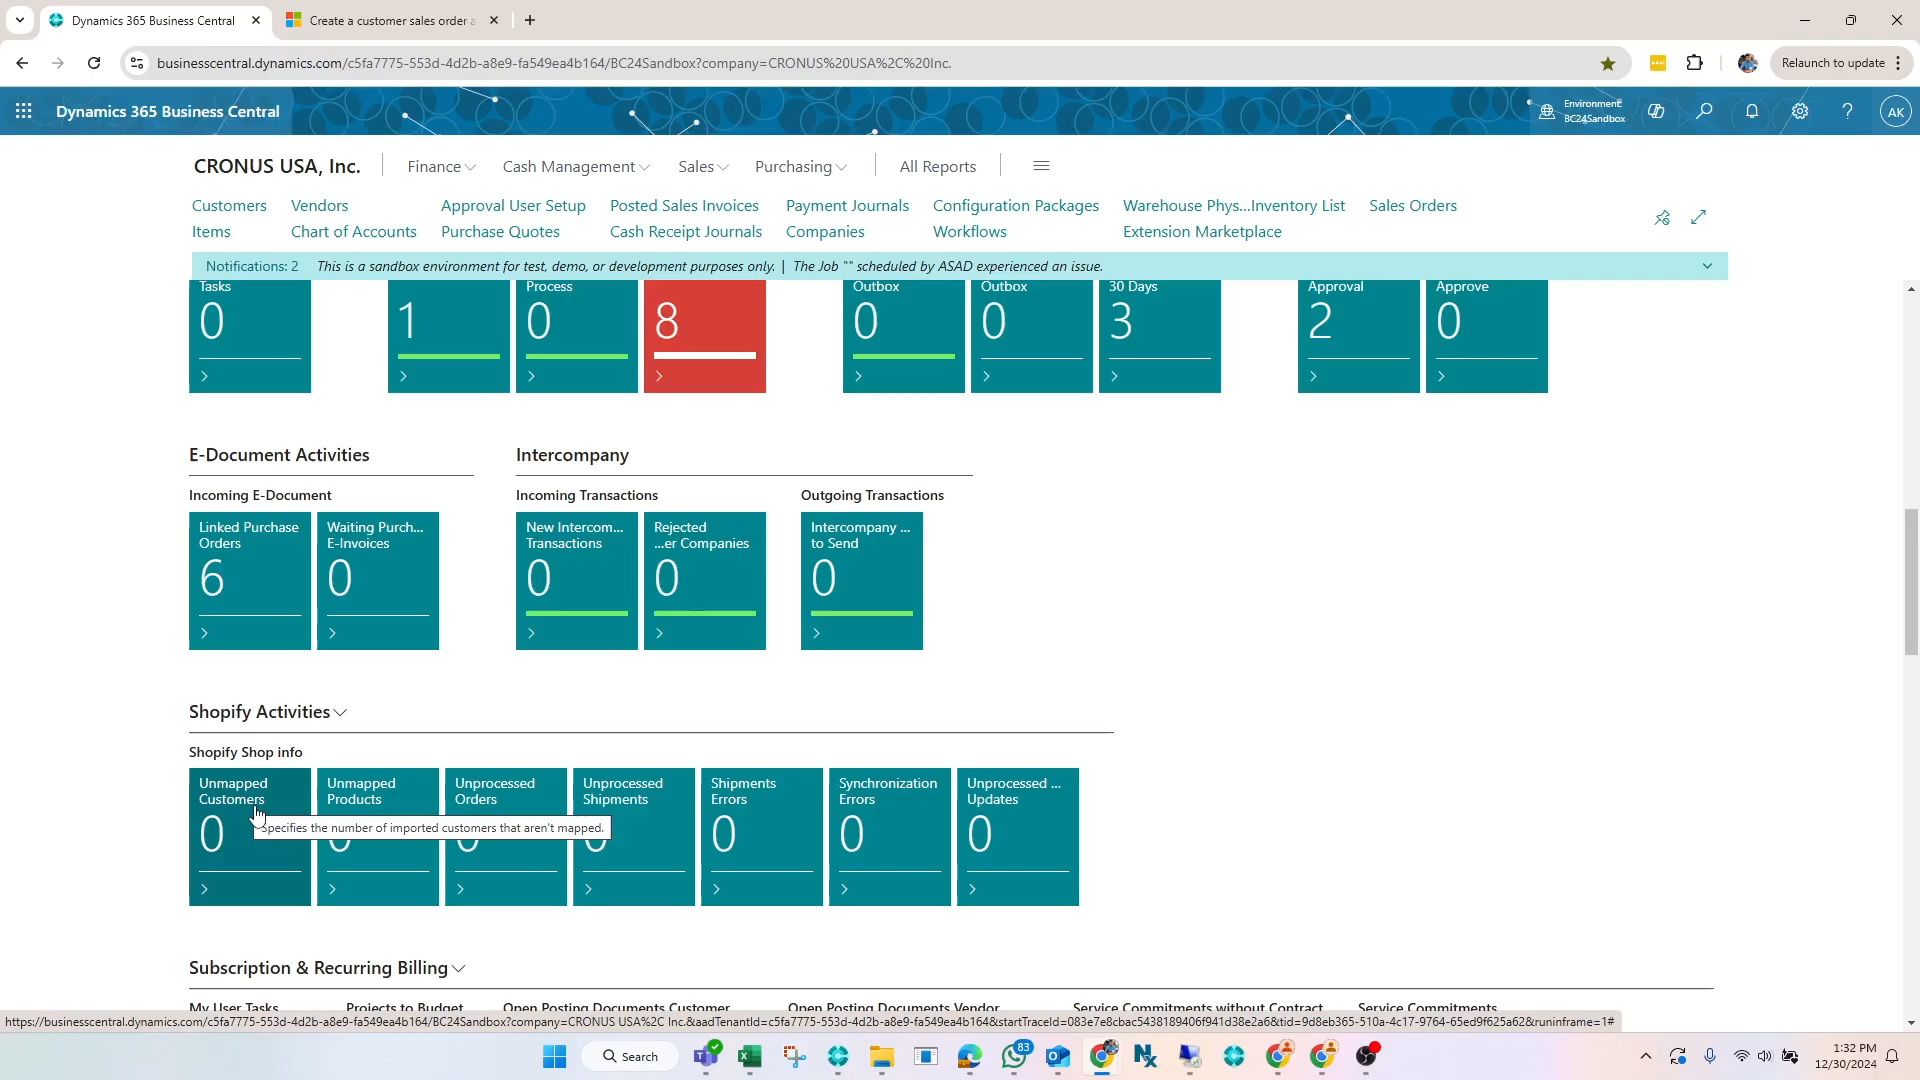 Dynamics 365 Business Central
Create a customer sales order a
businesscentral.dynamics.com/c5fa7775-553d-4d2b-a8e9-fa549ea4b164/BC24Sandbox?company=CRONUS%20USA%2C%20Inc.
Relaunch to update
Dynamics 365 Business Central
Environment:
BC24Sandbox
AK
CRONUS USA, Inc.
Finance
Cash Management
Sales
Purchasing
All Reports
Customers
Vendors
Approval User Setup
Posted Sales Invoices
Payment Journals
Configuration Packages
Warehouse Phys...Inventory List
Sales Orders
Items
Chart of Accounts
Purchase Quotes
Cash Receipt Journals
Companies
Workflows
Extension Marketplace
Notifications: 2
This is a sandbox environment for test, demo, or development purposes only. | The Job "" scheduled by ASAD experienced an issue.
Tasks
0
1
Process
0
8
Outbox
0
Outbox
0
30 Days
3
Approval
2
Approve
0
E-Document Activities
Intercompany
Incoming E-Document
Incoming Transactions
Outgoing Transactions
Linked Purchase
Orders
6
Waiting Purch...
E-Invoices
0
New Intercom...
Transactions
0
Rejected
...er Companies
0
Intercompany ...
to Send
0
Shopify Activities
Shopify Shop info
Unmapped
Customers
0
Unmapped
Products
Unprocessed
Orders
Unprocessed
Shipments
Shipments
Errors
0
Synchronization
Errors
0
Unprocessed ...
Updates
0
Specifies the number of imported customers that aren't mapped.
Subscription & Recurring Billing
My User Tasks
Projects to Budget
Open Posting Documents Customer
Open Posting Documents Vendor
Service Commitments without Contract
Service Commitments
https://businesscentral.dynamics.com/c5fa7775-553d-4d2b-a8e9-fa549ea4b164/BC24Sandbox?company=CRONUS USA%2C Inc.&aadTenantId=c5fa7775-553d-4d2b-a8e9-fa549ea4b164&startTraceId=083e7e8cbac5438189406f941d38e2a6&tid=9d8eb365-510a-4c17-9764-65ed9f625a62&runinframe=1#
Search
83
1:32 PM
12/30/2024